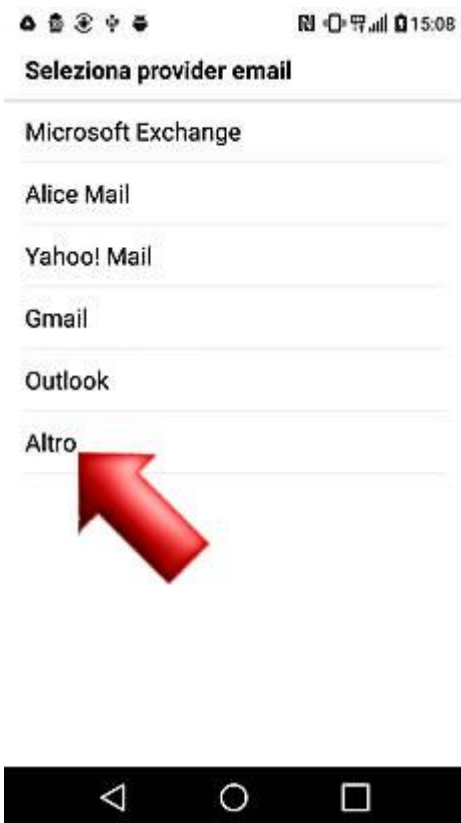 15:08
Seleziona provider email
Microsoft Exchange
Alice Mail
Yahoo! Mail
Gmail
Outlook
Altro